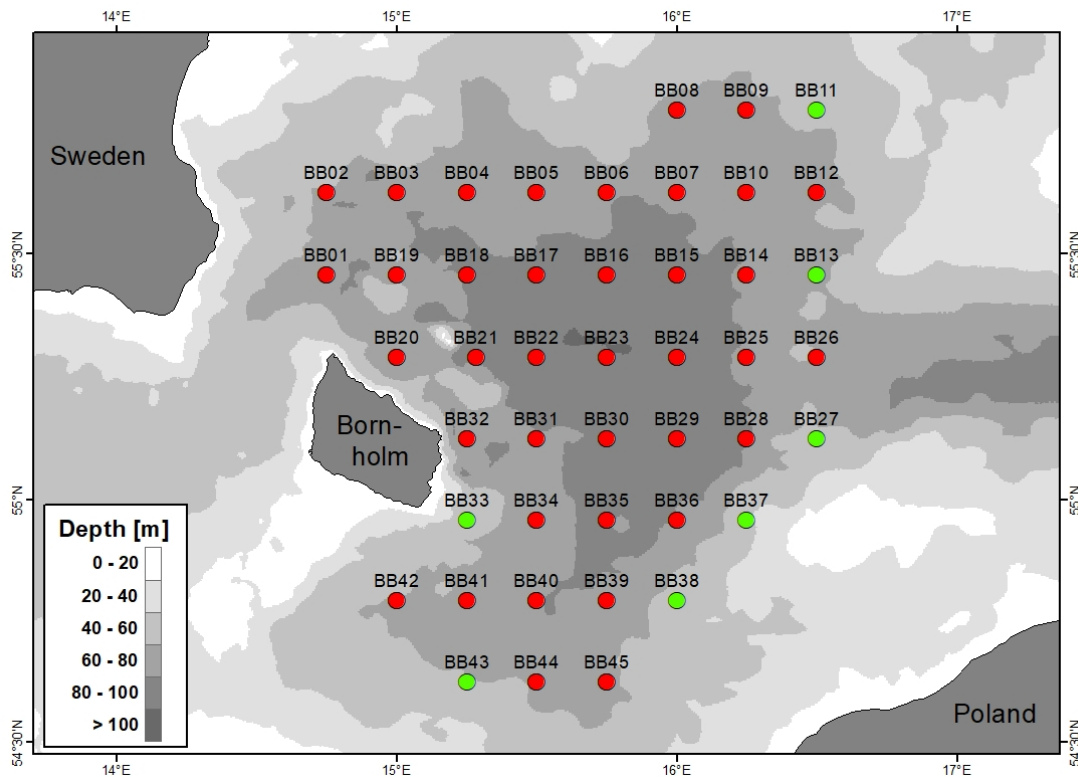 14°E 15°E 16°E 17°E
BB08 BB09 BB11
Sweden
BB02 BB03 BB04 BB05 BB06 BB07 BB10 BB12
55°30'N 55°30'N
BB01 BB19 BB18 BB17 BB16 BB15 BB14 BB13
BB20 BB21 BB22 BB23 BB24 BB25 BB26
Born-
holm
BB32 BB31 BB30 BB29 BB28 BB27
55°N 55°N
BB33 BB34 BB35 BB36 BB37
Depth [m]
0 - 20
20 - 40
40 - 60
60 - 80
80 - 100
> 100
BB42 BB41 BB40 BB39 BB38
BB43 BB44 BB45
Poland
54°30'N 54°30'N
14°E 15°E 16°E 17°E